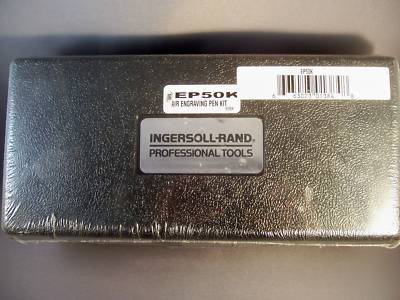 EP50K
AIR ENGRAVING PEN KIT
EP50K
INGERSOLL-RAND®
PROFESSIONAL TOOLS